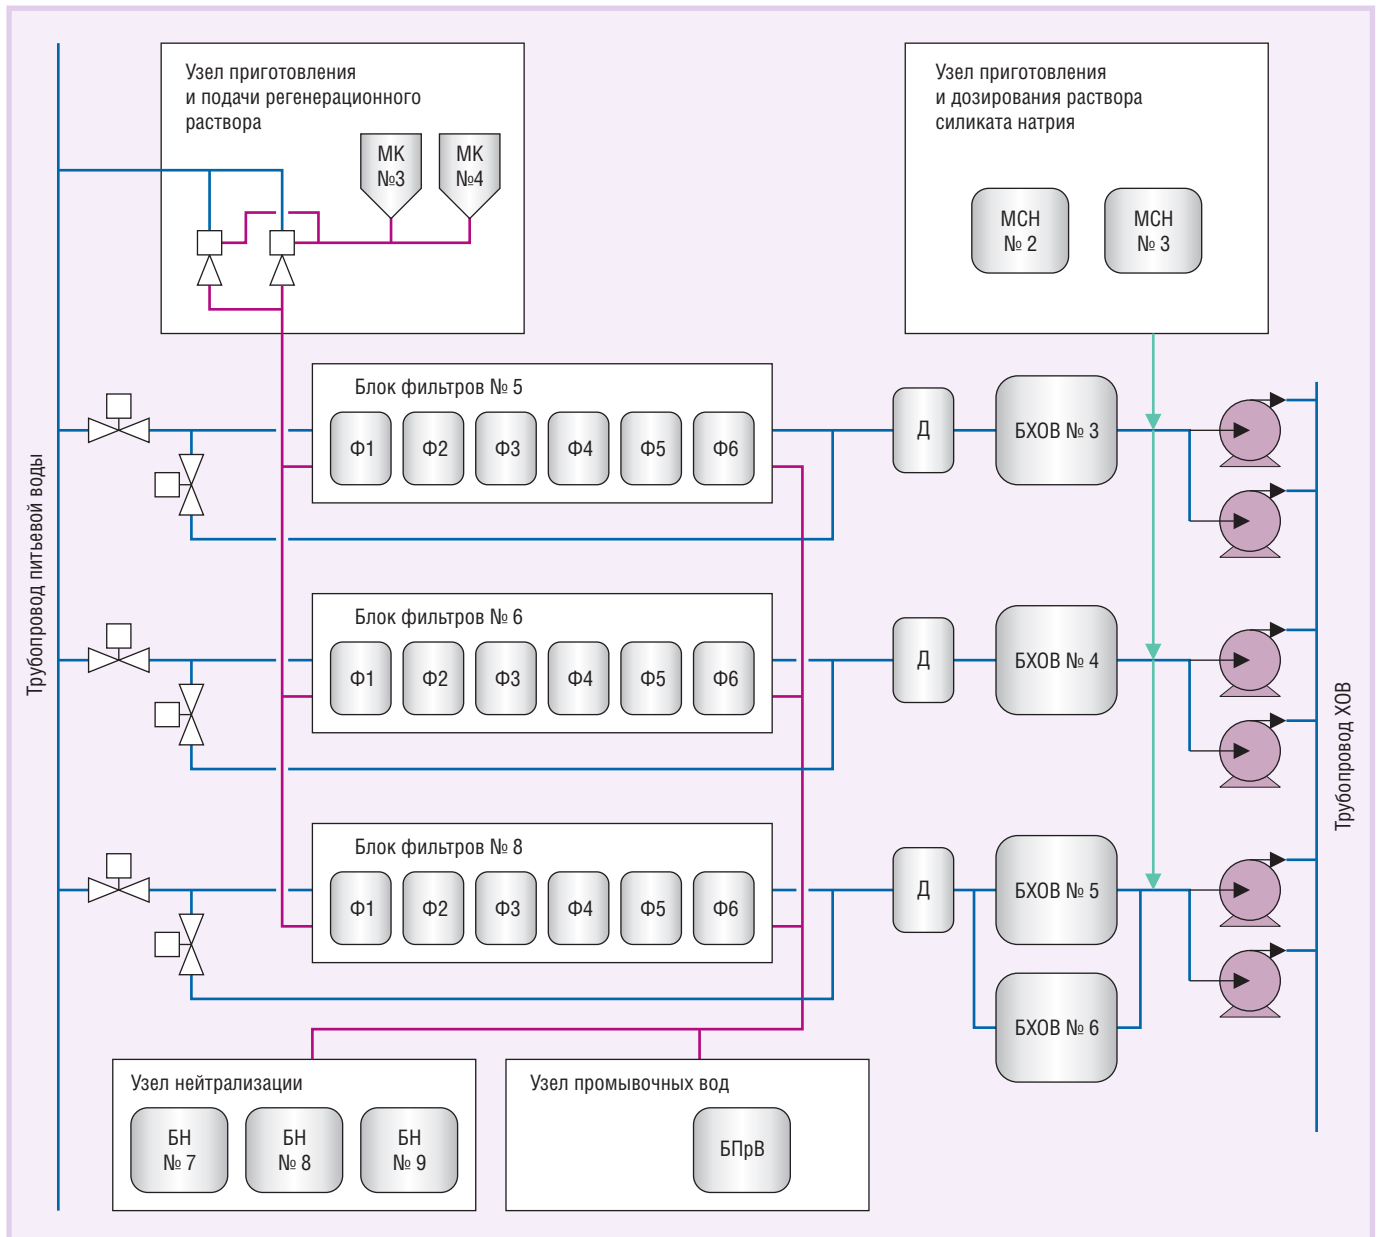 Узел приготовления
и подачи регенерационного
раствора
МК
№3
МК
№4
Узел приготовления
и дозирования раствора
силиката натрия
МСН
№ 2
МСН
№ 3
Трубопровод питьевой воды
Блок фильтров № 5
Ф1
Ф2
Ф3
Ф4
Ф5
Ф6
Д
БХОВ № 3
Блок фильтров № 6
Ф1
Ф2
Ф3
Ф4
Ф5
Ф6
Д
БХОВ № 4
Трубопровод ХОВ
Блок фильтров № 8
Ф1
Ф2
Ф3
Ф4
Ф5
Ф6
Д
БХОВ № 5
БХОВ № 6
Узел нейтрализации
БН
№ 7
БН
№ 8
БН
№ 9
Узел промывочных вод
БПрВ